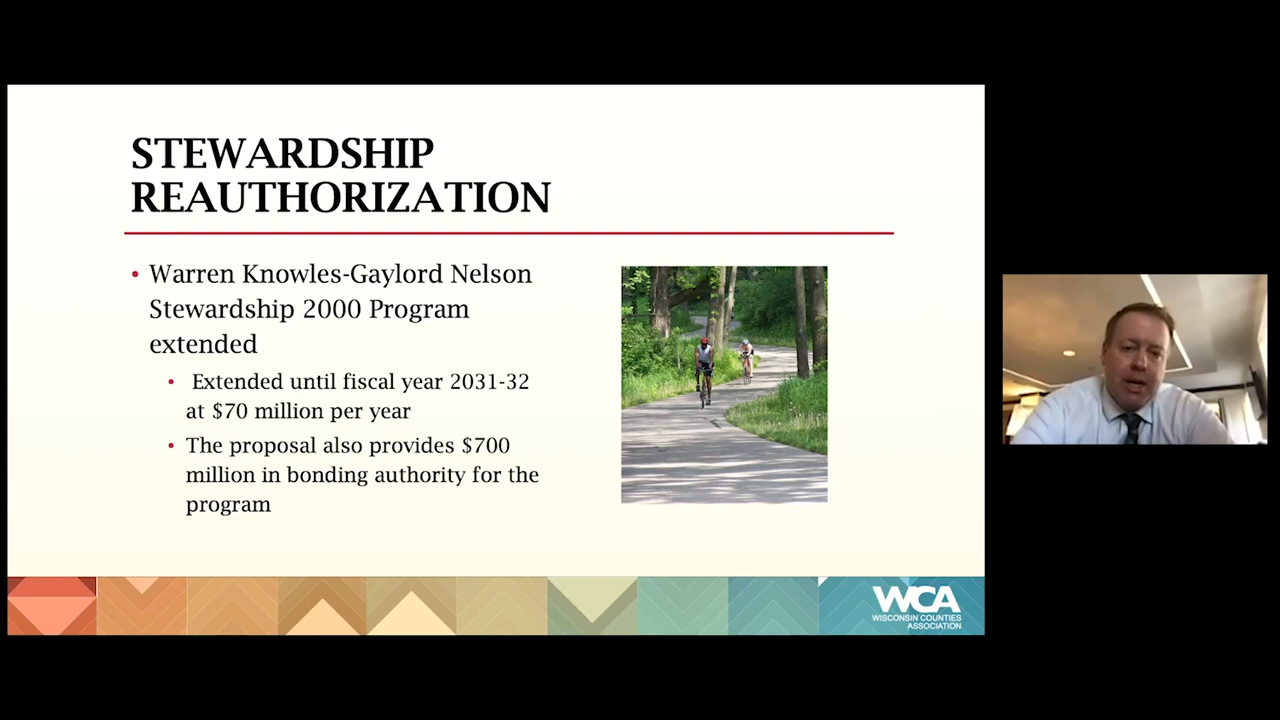 STEWARDSHIP
REAUTHORIZATION
• Warren Knowles-Gaylord Nelson
Stewardship 2000 Program
extended
• Extended until fiscal year 2031-32
at $70 million per year
• The proposal also provides $700
million in bonding authority for the
program
WCA
WISCONSIN COUNTIES
ASSOCIATION